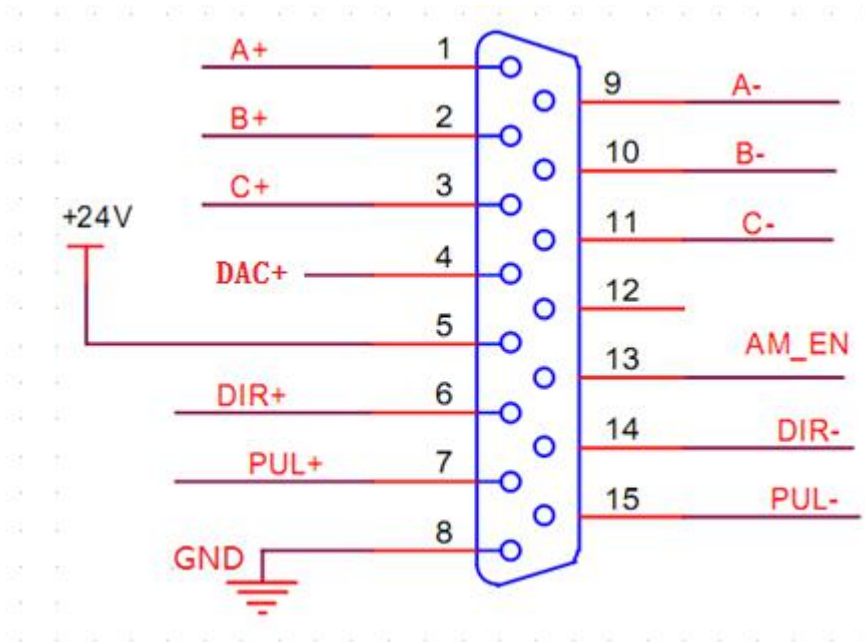 A+ 1
9 A-
B+ 2
10 B-
C+ 3
+24V
11 C-
DAC+ 4
12
5
AM_EN
13
DIR+ 6
14 DIR-
PUL+ 7
15 PUL-
8
GND